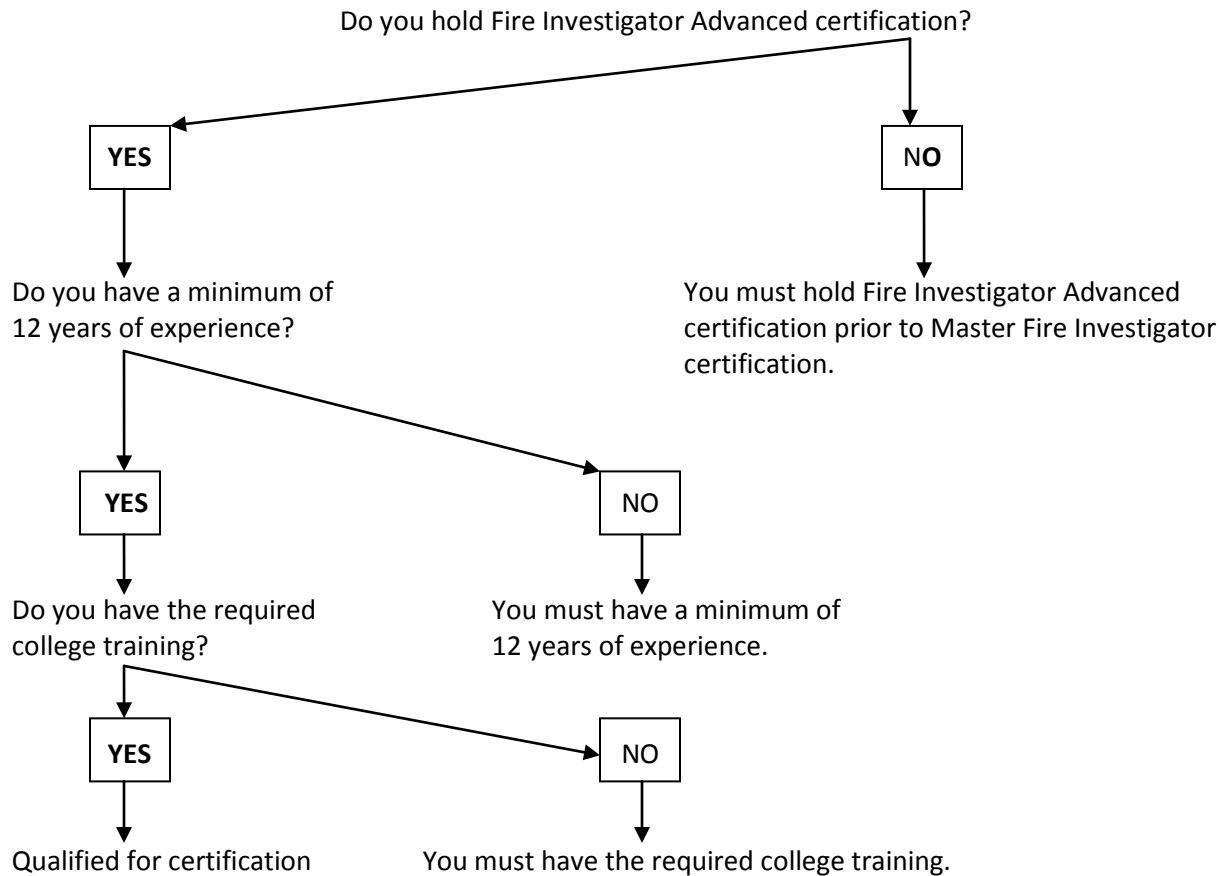 Do you hold Fire Investigator Advanced certification?
YES
NO
Do you have a minimum of
12 years of experience?
You must hold Fire Investigator Advanced
certification prior to Master Fire Investigator
certification.
YES
NO
Do you have the required
college training?
You must have a minimum of
12 years of experience.
YES
NO
Qualified for certification
You must have the required college training.